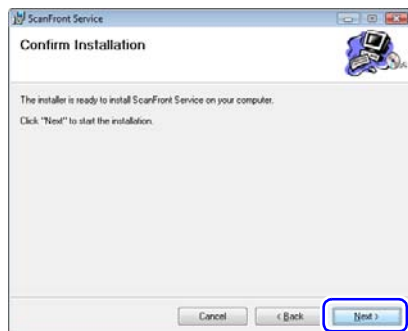 ScanFront Service
Confirm Installation
The installer is ready to install ScanFront Service on your computer.
Click "Next" to start the installation.
Cancel
< Back
Next >